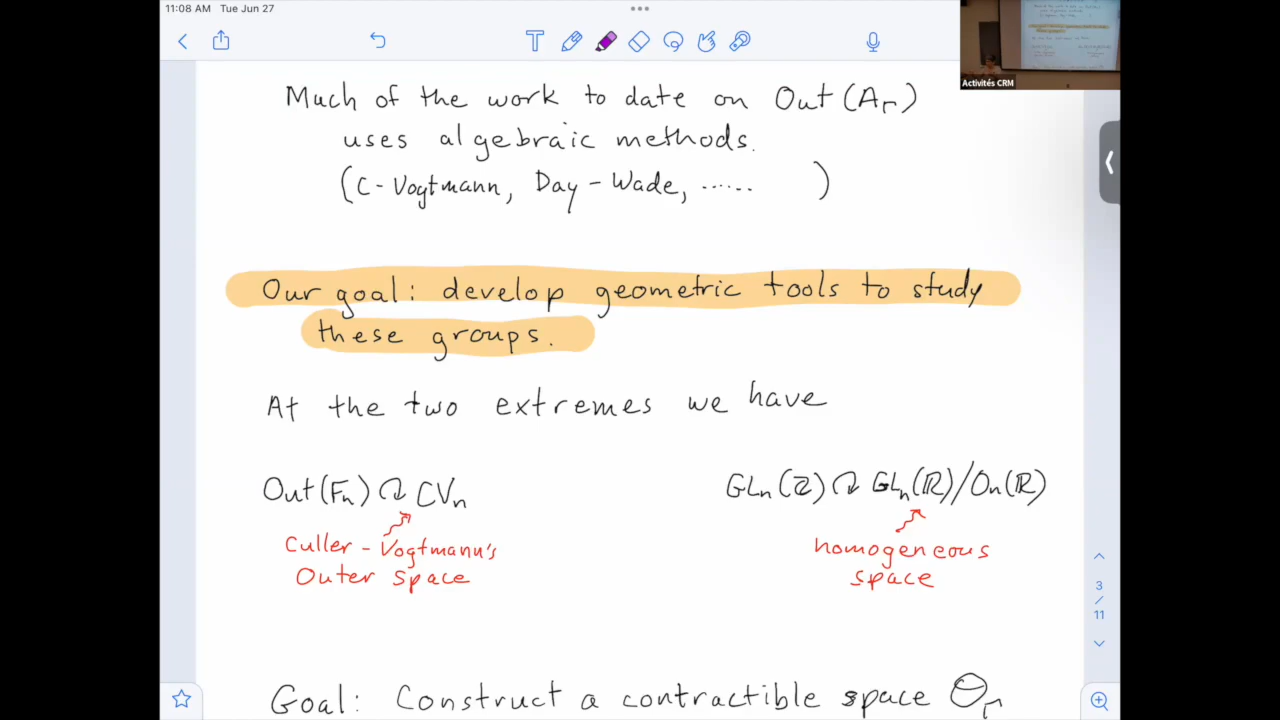 11:08 AM Tue Jun 27
Activités CRM
Much of the work to date on Out(A_Γ)
uses algebraic methods.
(C-Vogtmann, Day-Wade, ...... )
Our goal: develop geometric tools to study
these groups.
At the two extremes we have
Out(Fₙ) ↷ CVₙ
GLₙ(ℤ) ↷ GLₙ(ℝ)/Oₙ(ℝ)
Culler-Vogtmann's
Outer space
homogeneous
space
3
/
11
Goal: Construct a contractible space Θ_Γ